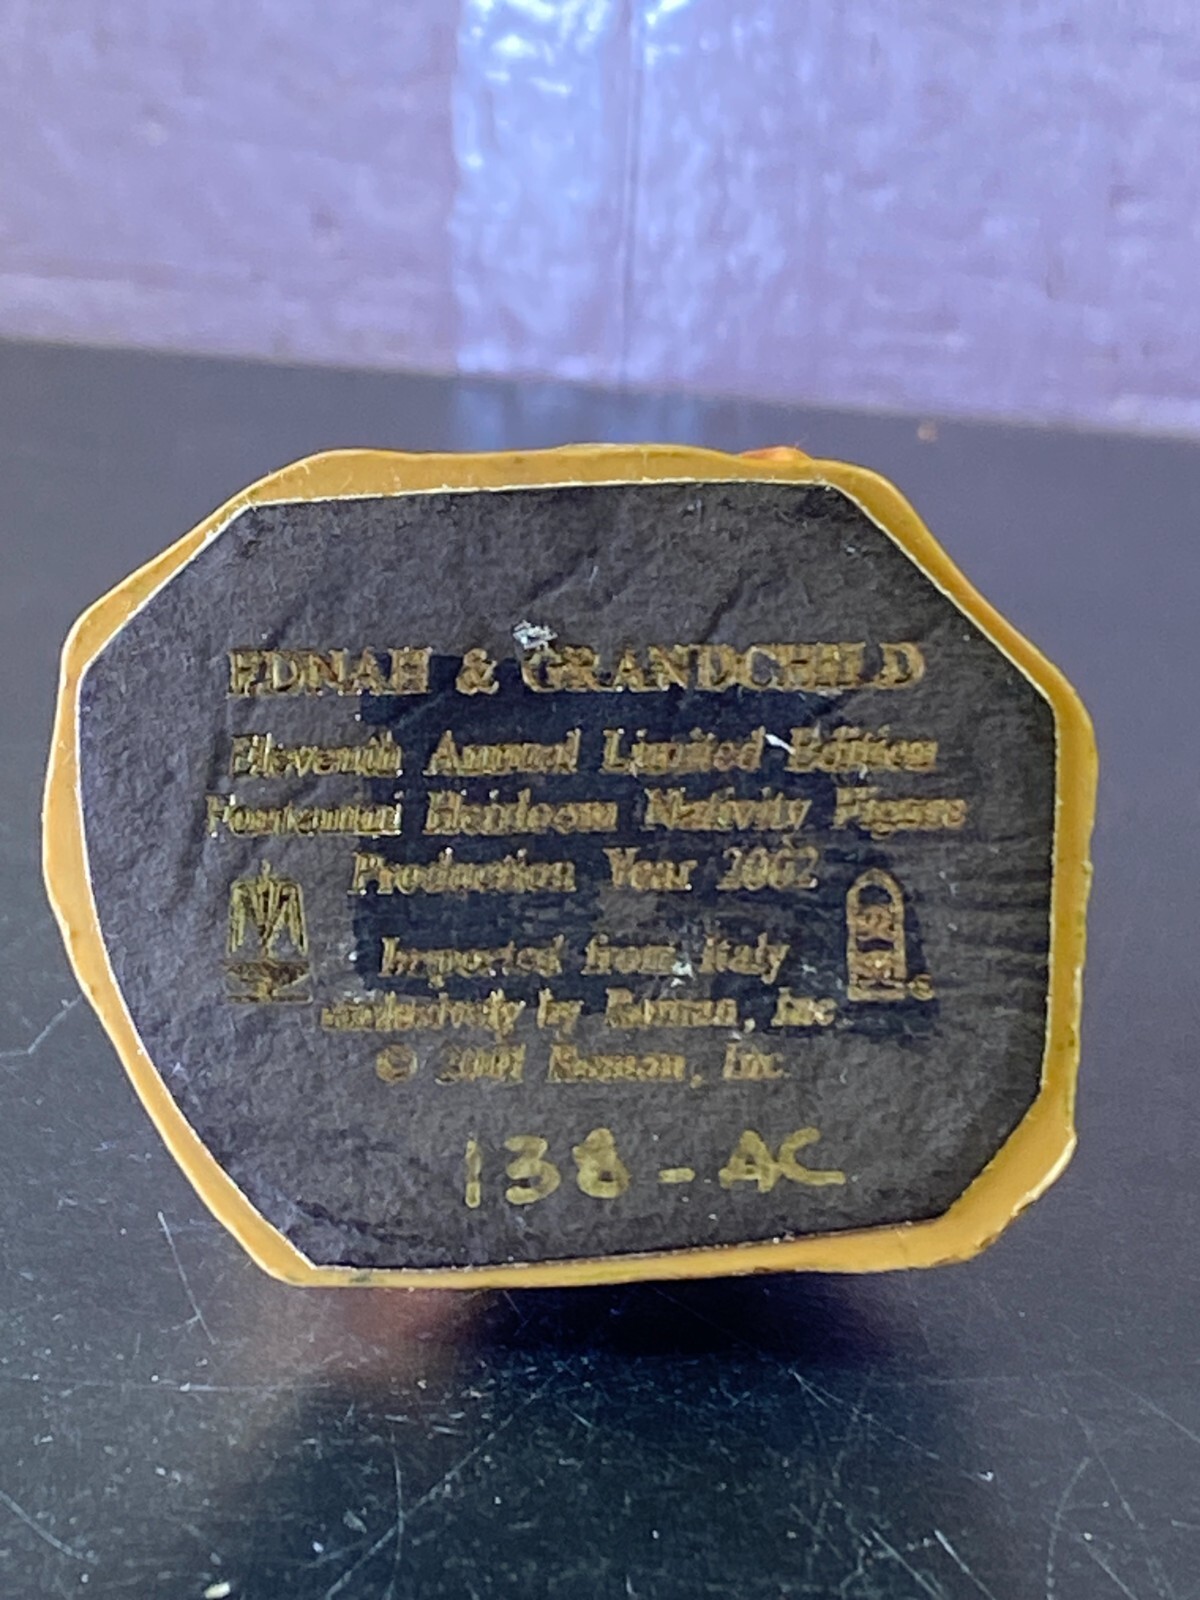 EDNAH & GRANDCHILD
Eleventh Annual Limited Edition
Fontanini Heirloom Nativity Figure
Production Year 2002
Imported from Italy
exclusively by Roman, Inc
© 2001 Roman, Inc.
138-AC